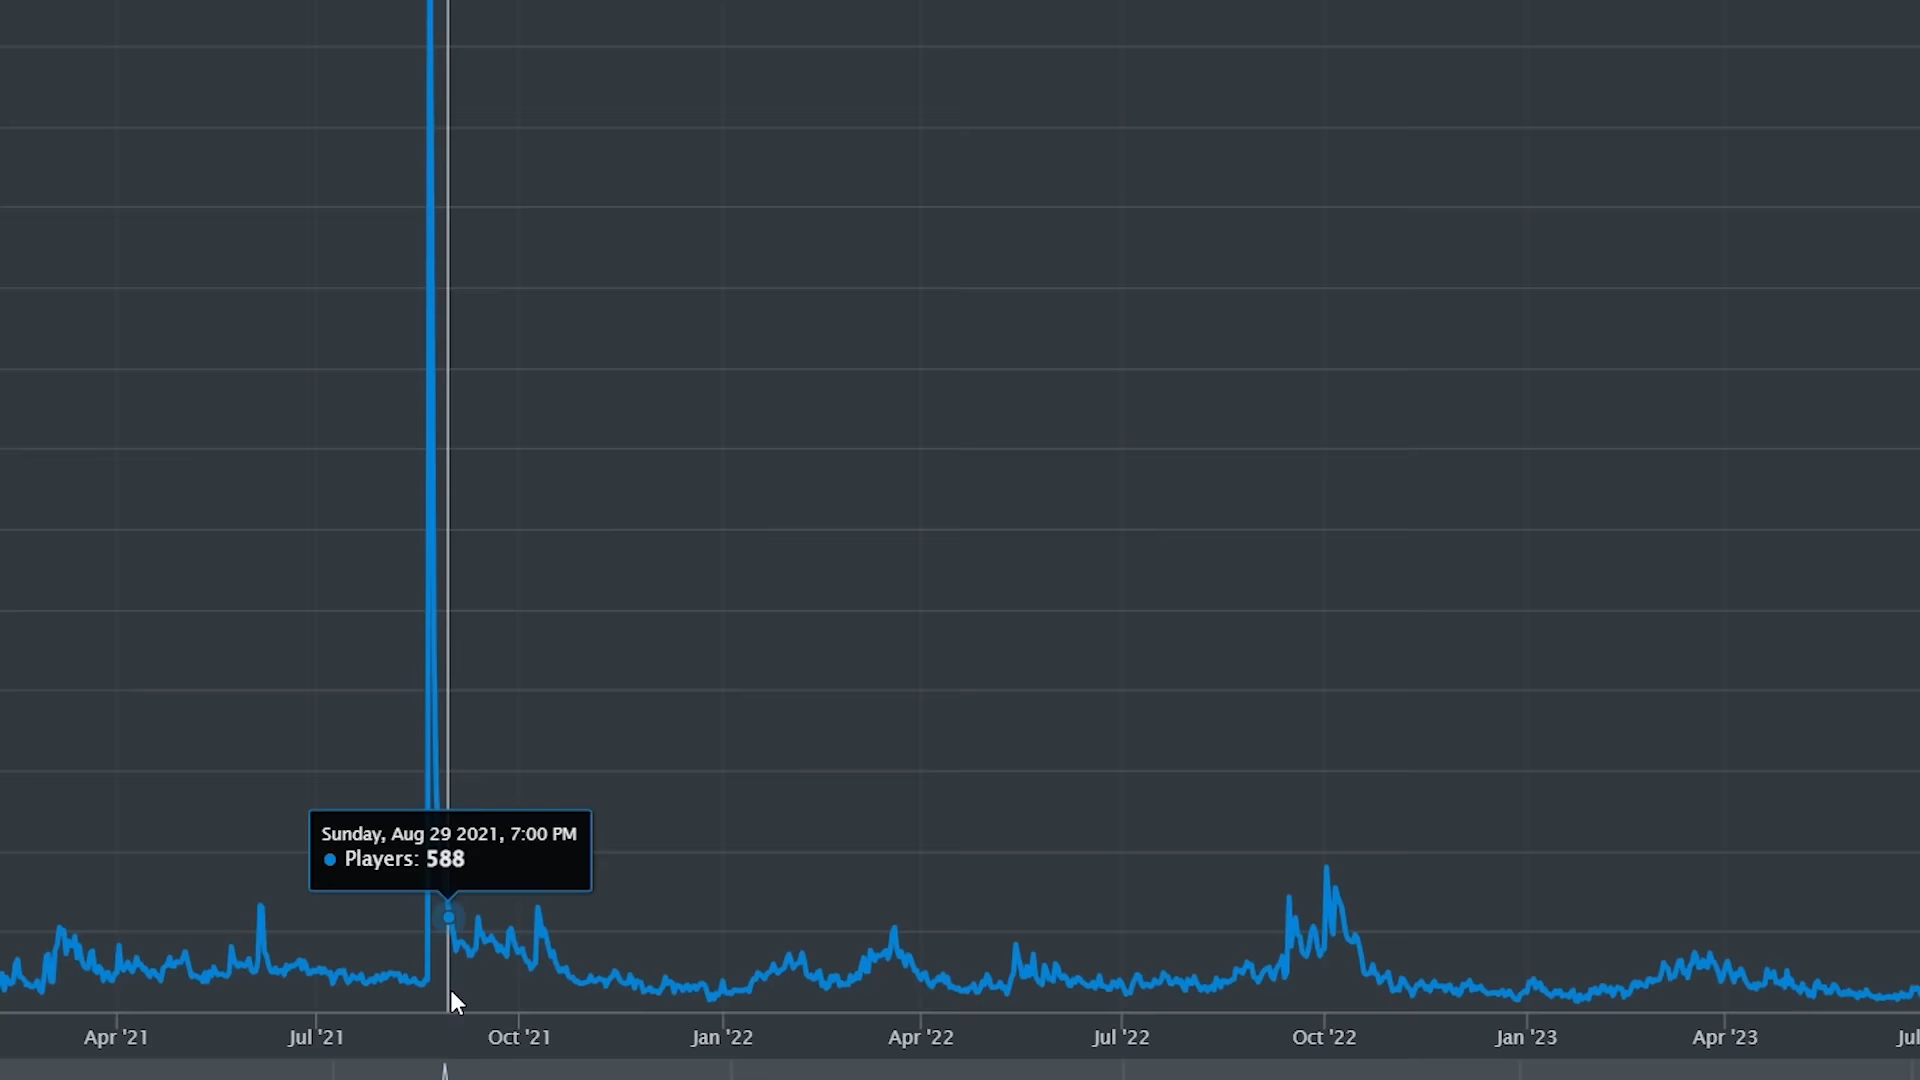 Sunday, Aug 29 2021, 7:00 PM
Players: 588
Apr '21 Jul '21 Oct '21 Jan '22 Apr '22 Jul '22 Oct '22 Jan '23 Apr '23 Jul